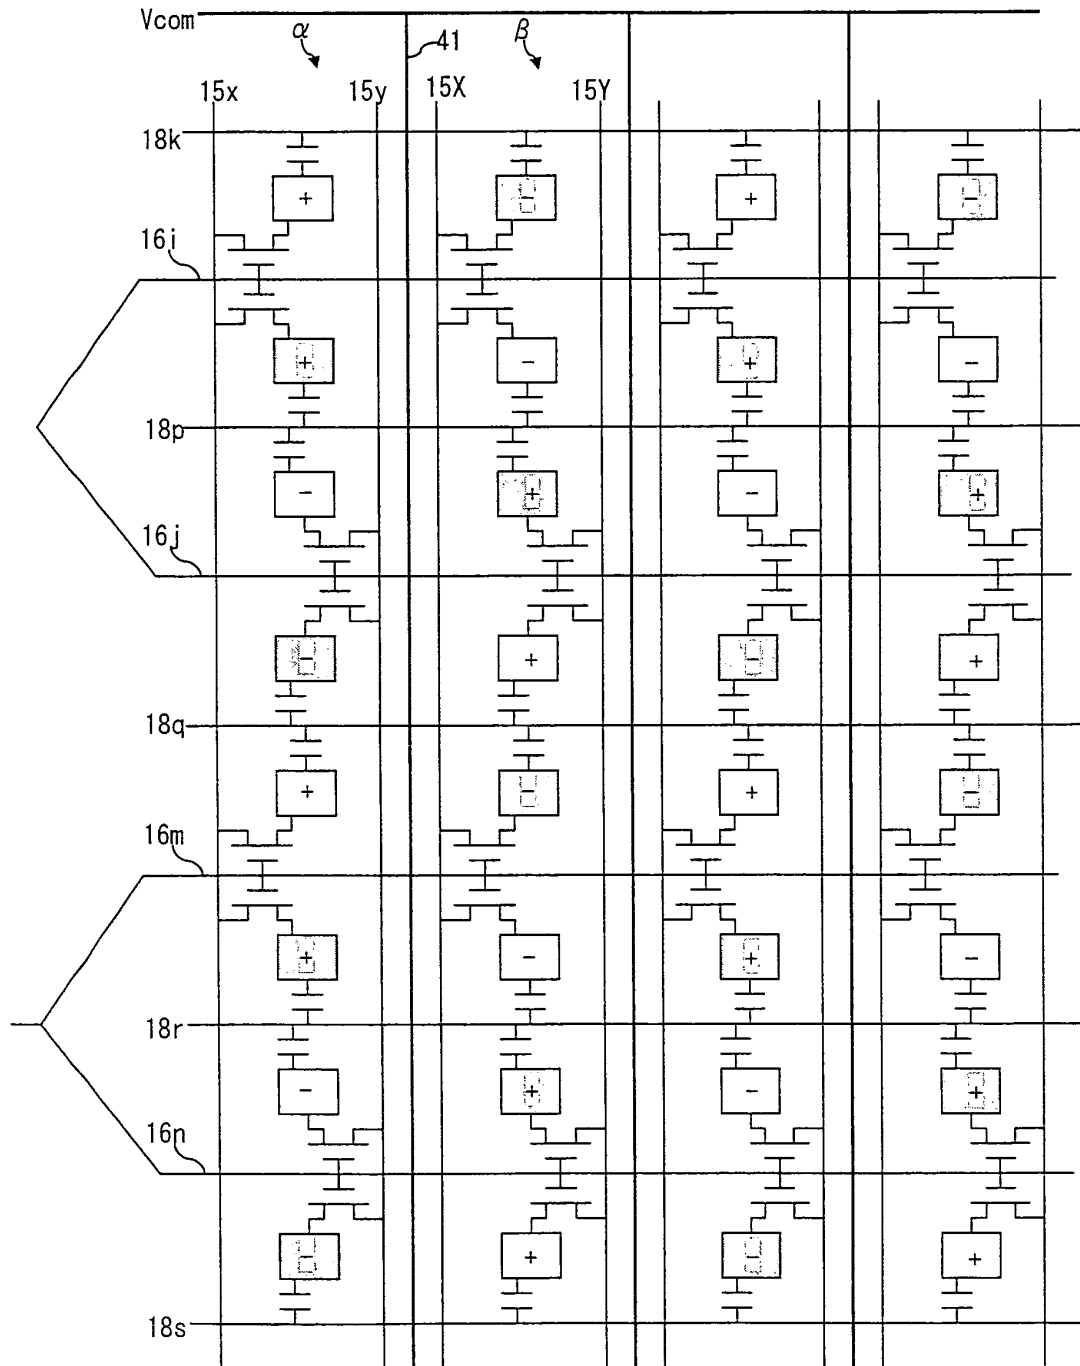 Vcom
α 41 β
15x 15y 15X 15Y
18k
+ - + -
16i
+ - + -
18p
- + - +
16j
- + - +
18q
+ - + -
16m
+ - + -
18r
- + - +
16n
- + - +
18s